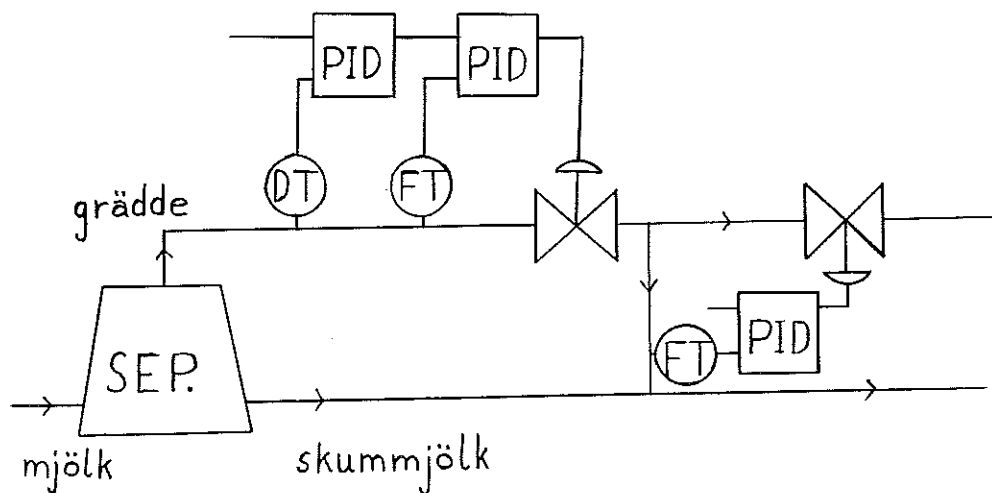 PID PID
DT FT
grädde
SEP.
FT PID
mjölk
skummjölk